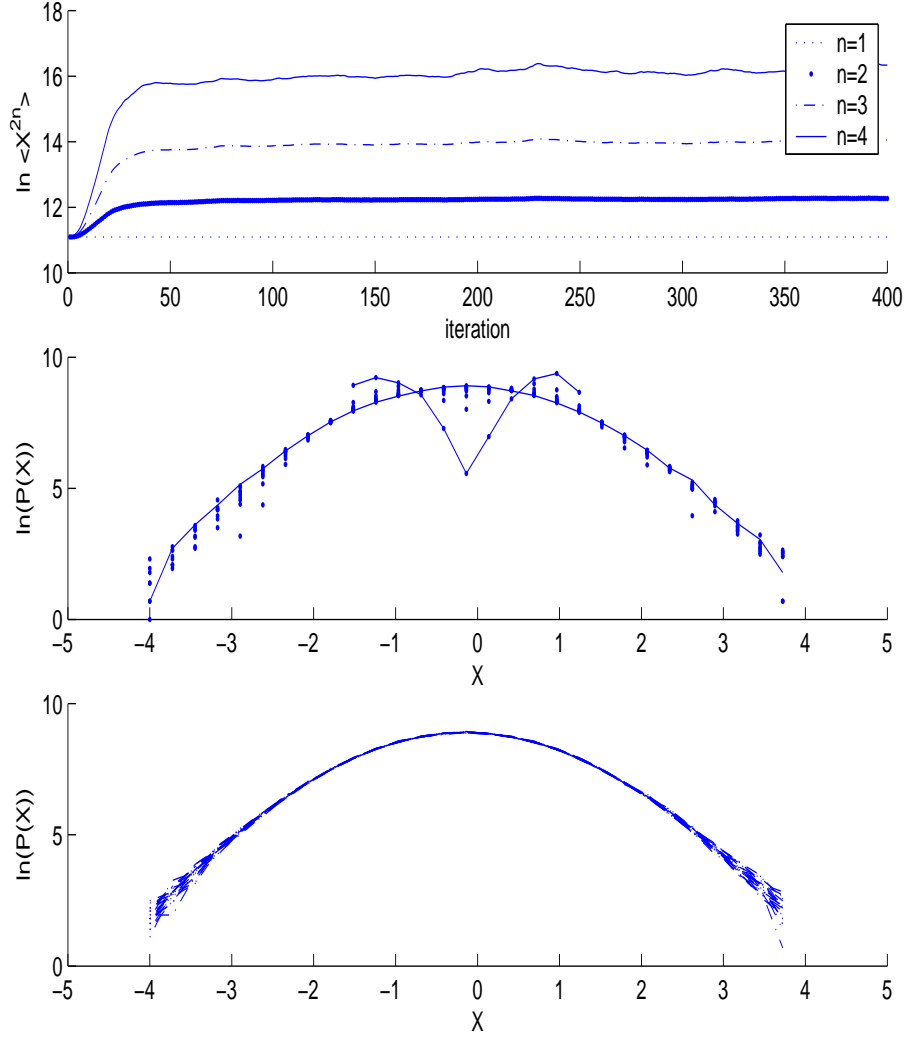 18
16
14
12
10
ln <X^{2n}>
n=1
n=2
n=3
n=4
0 50 100 150 200 250 300 350 400
iteration
10
5
0
ln(P(X))
−5 −4 −3 −2 −1 0 1 2 3 4 5
X
10
5
0
ln(P(X))
−5 −4 −3 −2 −1 0 1 2 3 4 5
X